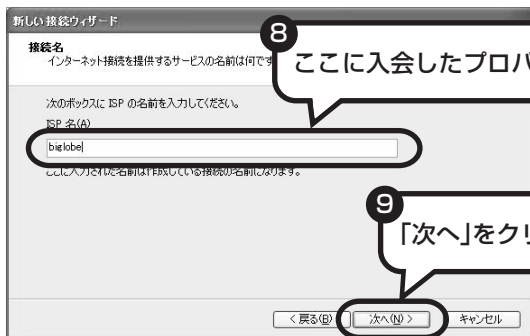 新しい接続ウィザード
接続名
インターネット接続を提供するサービスの名前は何です
8
ここに入会したプロバ
次のボックスに ISP の名前を入力してください。
ISP 名(A)
biglobe
ここに入力された名前は作成している接続の名前になります。
9
「次へ」をクリ
< 戻る(B)
次へ(N) >
キャンセル